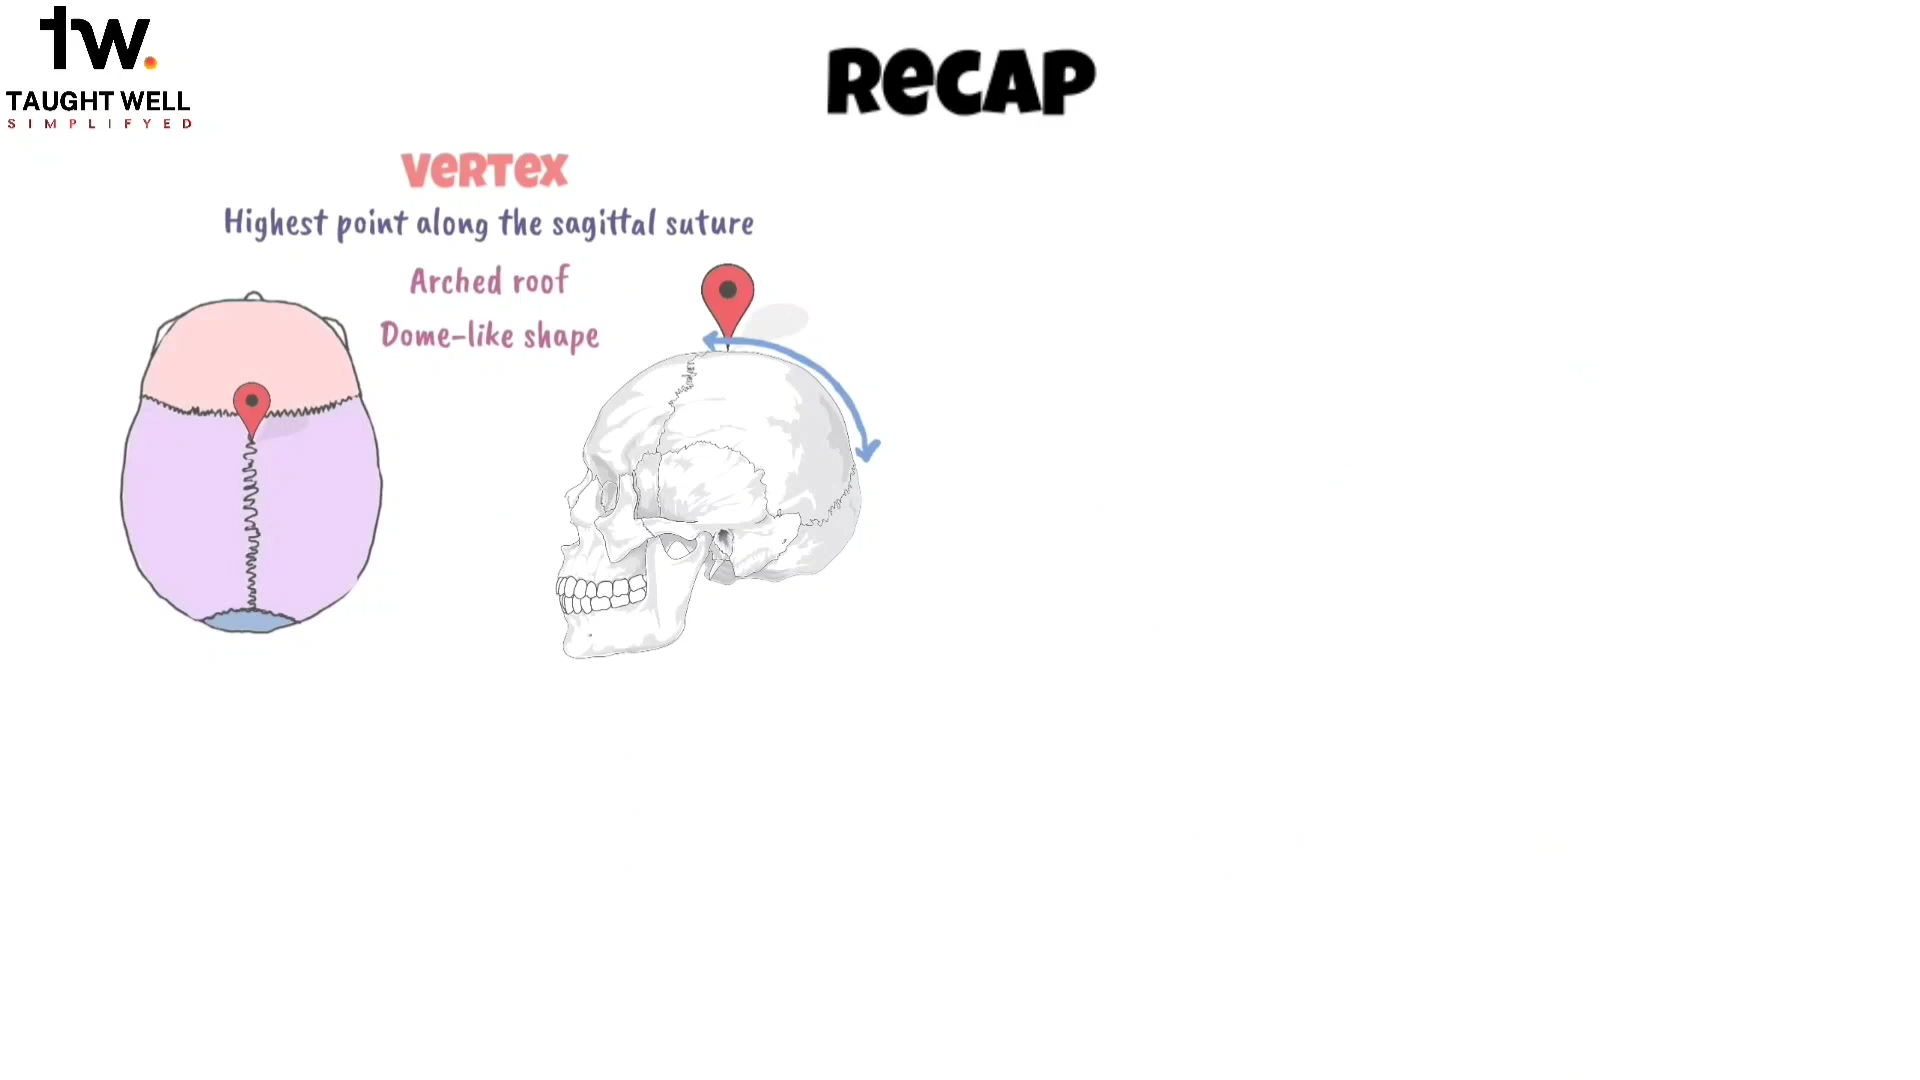 tw.
TAUGHT WELL
SIMPLIFYED
RECAP
VERTEX
Highest point along the sagittal suture
Arched roof
Dome-like shape